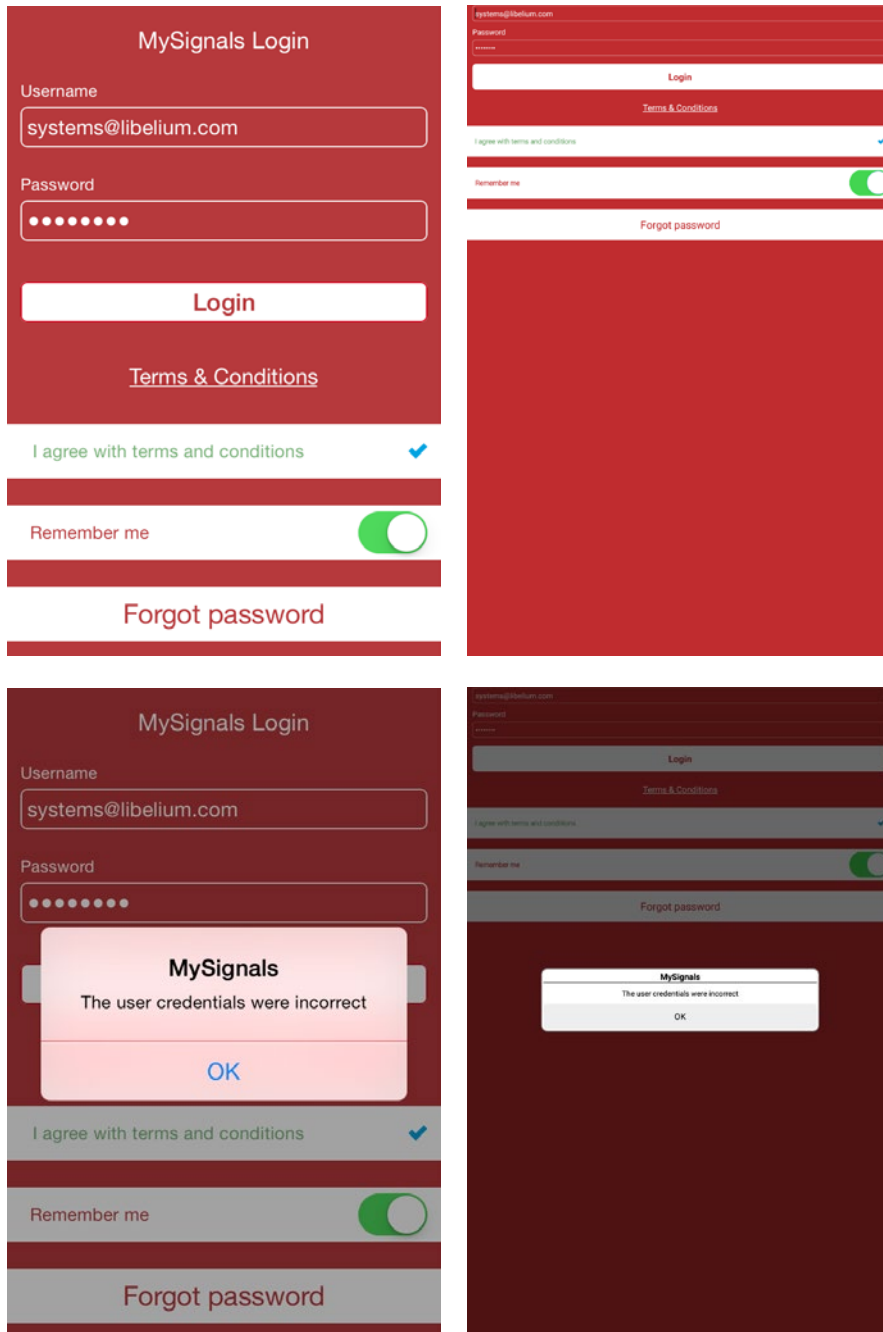 MySignals Login
Username
systems@libelium.com
Password
••••••••
Login
Terms & Conditions
I agree with terms and conditions
Remember me
Forgot password
systems@libelium.com
Password
••••••••
Login
Terms & Conditions
I agree with terms and conditions
Remember me
Forgot password
MySignals Login
Username
systems@libelium.com
Password
••••••••
MySignals
The user credentials were incorrect
OK
I agree with terms and conditions
Remember me
Forgot password
systems@libelium.com
Password
••••••••
Login
Terms & Conditions
I agree with terms and conditions
Remember me
Forgot password
MySignals
The user credentials were incorrect
OK